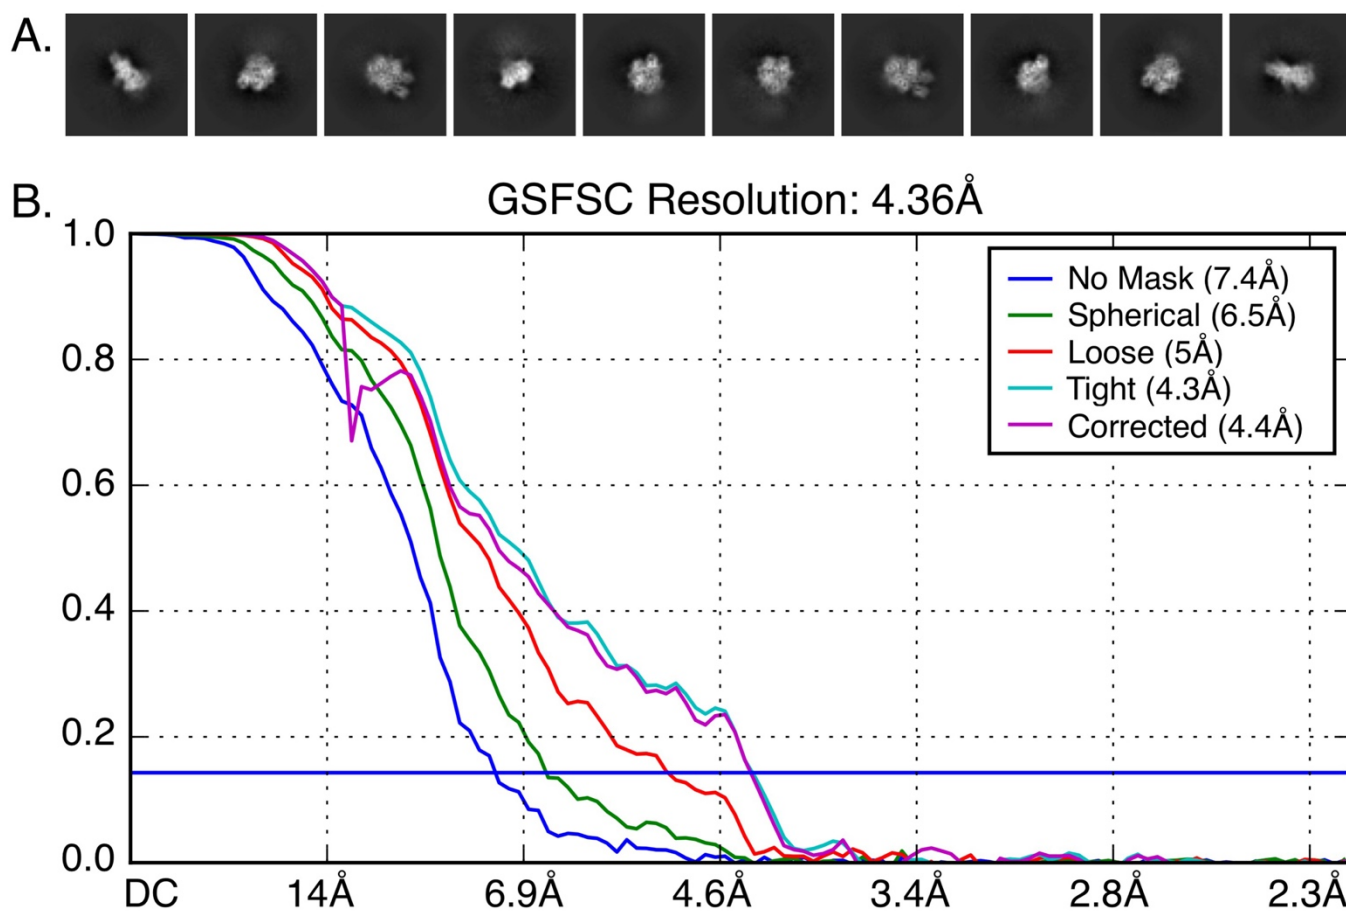 A.
B.
GSFSC Resolution: 4.36Å
1.0
0.8
0.6
0.4
0.2
0.0
No Mask (7.4Å)
Spherical (6.5Å)
Loose (5Å)
Tight (4.3Å)
Corrected (4.4Å)
DC 14Å 6.9Å 4.6Å 3.4Å 2.8Å 2.3Å